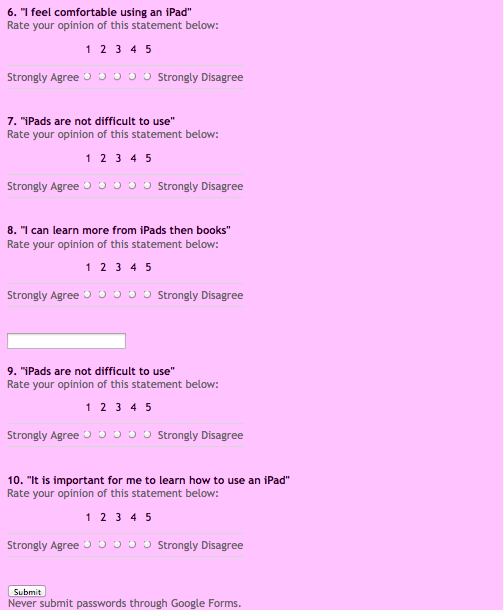 6. "I feel comfortable using an iPad"
Rate your opinion of this statement below:
1 2 3 4 5
Strongly Agree Strongly Disagree
7. "iPads are not difficult to use"
Rate your opinion of this statement below:
1 2 3 4 5
Strongly Agree Strongly Disagree
8. "I can learn more from iPads then books"
Rate your opinion of this statement below:
1 2 3 4 5
Strongly Agree Strongly Disagree
9. "iPads are not difficult to use"
Rate your opinion of this statement below:
1 2 3 4 5
Strongly Agree Strongly Disagree
10. "It is important for me to learn how to use an iPad"
Rate your opinion of this statement below:
1 2 3 4 5
Strongly Agree Strongly Disagree
Submit
Never submit passwords through Google Forms.